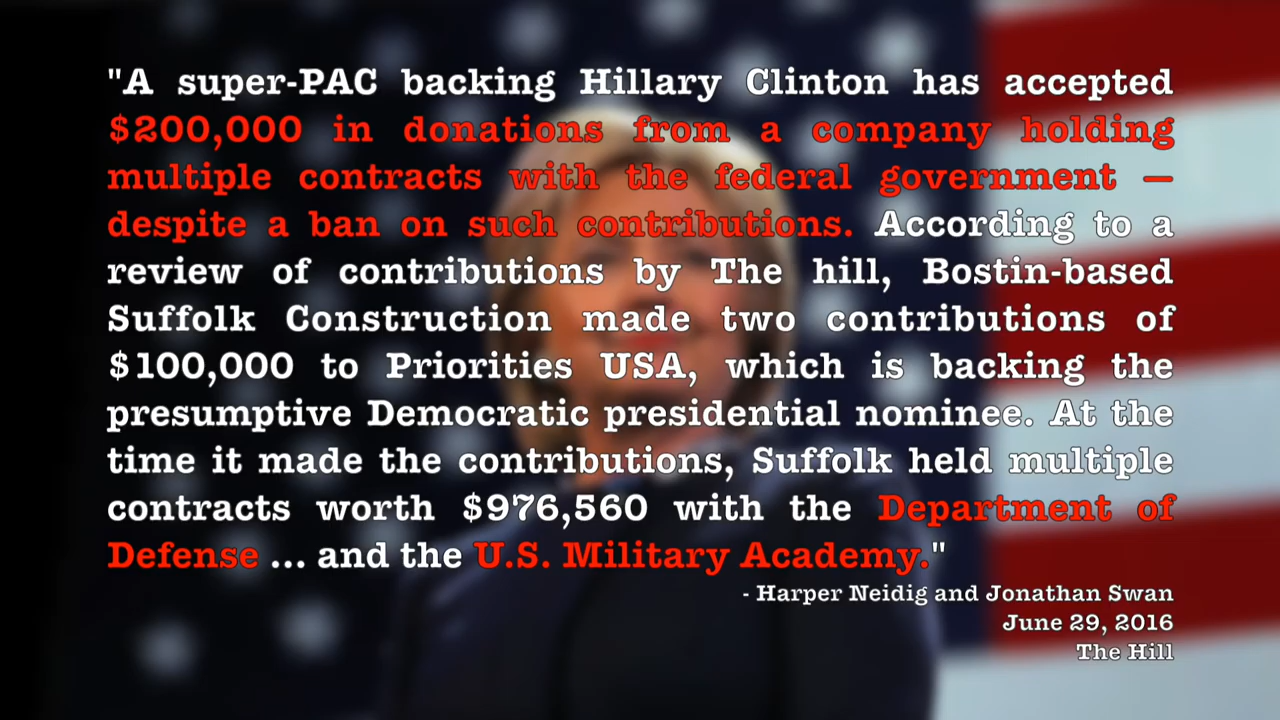 "A super-PAC backing Hillary Clinton has accepted
$200,000 in donations from a company holding
multiple contracts with the federal government —
despite a ban on such contributions. According to a
review of contributions by The hill, Bostin-based
Suffolk Construction made two contributions of
$100,000 to Priorities USA, which is backing the
presumptive Democratic presidential nominee. At the
time it made the contributions, Suffolk held multiple
contracts worth $976,560 with the Department of
Defense ... and the U.S. Military Academy."
- Harper Neidig and Jonathan Swan
June 29, 2016
The Hill